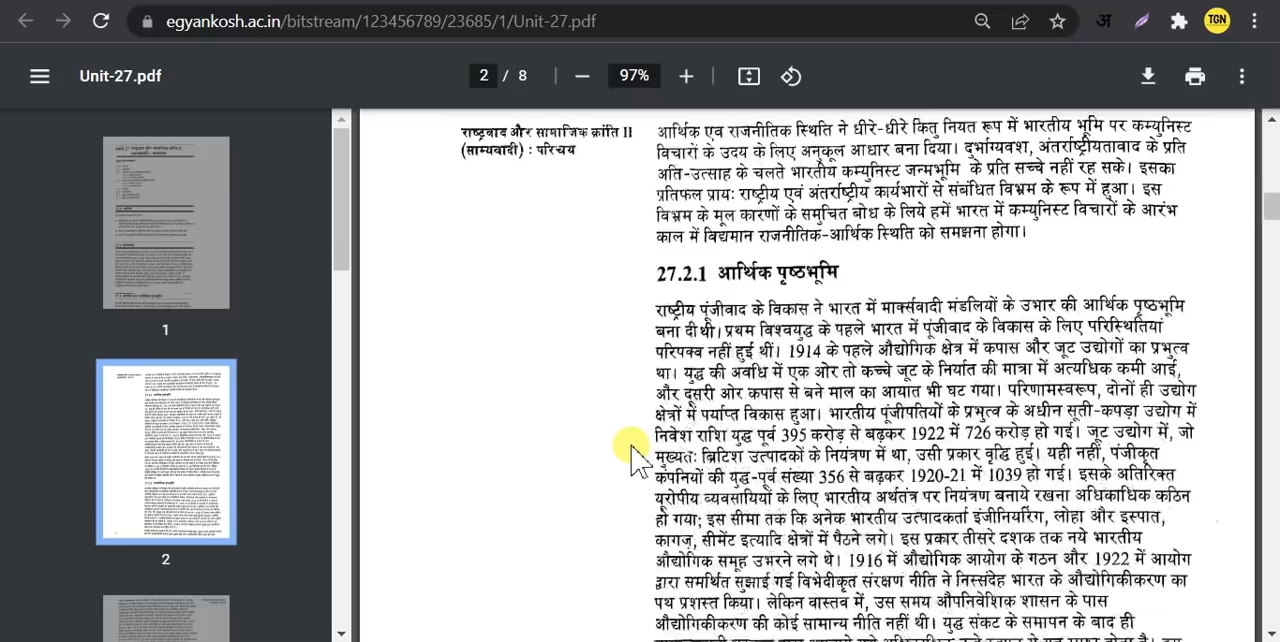 egyankosh.ac.in/bitstream/123456789/23685/1/Unit-27.pdf
अ
TGN
Unit-27.pdf
2 / 8
97%
राष्ट्रवाद और सामाजिक क्रांति II
(साम्यवादी) : परिचय
आर्थिक एवं राजनीतिक स्थिति ने धीरे-धीरे किंतु नियत रूप में भारतीय भूमि पर कम्युनिस्ट
विचारों के उदय के लिए अनुकूल आधार बना दिया। दुर्भाग्यवश, अंतर्राष्ट्रीयतावाद के प्रति
अति-उत्साह के चलते भारतीय कम्युनिस्ट जन्मभूमि के प्रति सच्चे नहीं रह सके। इसका
प्रतिफल प्रायः राष्ट्रीय एवं अंतर्राष्ट्रीय कार्यभारों से संबंधित विभ्रम के रूप में हुआ। इस
विभ्रम के मूल कारणों के समुचित बोध के लिये हमें भारत में कम्युनिस्ट विचारों के आरंभ
काल में विद्यमान राजनीतिक-आर्थिक स्थिति को समझना होगा।
27.2.1 आर्थिक पृष्ठभूमि
राष्ट्रीय पूंजीवाद के विकास ने भारत में मार्क्सवादी मंडलियों के उभार की आर्थिक पृष्ठभूमि
बना दी थी। प्रथम विश्वयुद्ध के पहले भारत में पूंजीवाद के विकास के लिए परिस्थितियां
परिपक्व नहीं हुई थीं। 1914 के पहले औद्योगिक क्षेत्र में कपास और जूट उद्योगों का प्रभुत्व
था। युद्ध की अवधि में एक ओर तो कच्चे जूट के निर्यात की मात्रा में अत्यधिक कमी आई,
और दूसरी ओर कपास से बने माल का आयात भी घट गया। परिणामस्वरूप, दोनों ही उद्योग
क्षेत्रों में पर्याप्त विकास हुआ। भारतीय पूंजीपतियों के प्रभुत्व के अधीन सूती-कपड़ा उद्योग में
निवेश राशि युद्ध पूर्व 395 करोड़ से बढ़कर 1922 में 726 करोड़ हो गई। जूट उद्योग में, जो
मुख्यतः ब्रिटिश उत्पादकों के नियंत्रण में था, उसी प्रकार वृद्धि हुई। यही नहीं, पंजीकृत
कंपनियों की युद्ध-पूर्व संख्या 356 से बढ़कर 1920-21 में 1039 हो गई। इसके अतिरिक्त
यूरोपीय व्यवसायियों के लिए भारतीय अर्थतंत्र पर नियंत्रण बनाये रखना अधिकाधिक कठिन
हो गया; इस सीमा तक कि अनेक भारतीय उत्पादकता इंजीनियरिंग, लोहा और इस्पात,
कागज, सीमेंट इत्यादि क्षेत्रों में पैठने लगे। इस प्रकार तीसरे दशक तक नये भारतीय
औद्योगिक समूह उभरने लगे थे। 1916 में औद्योगिक आयोग के गठन और 1922 में आयोग
द्वारा समर्थित सुझाई गई विभेदीकृत संरक्षण नीति ने निस्संदेह भारत के औद्योगिकीकरण का
पथ प्रशस्त किया। लेकिन औपनिवेशिक शासन के पास
औद्योगिकीकरण की कोई सामान्य नीति नहीं थी। युद्ध संकट के समापन के बाद ही
1
2